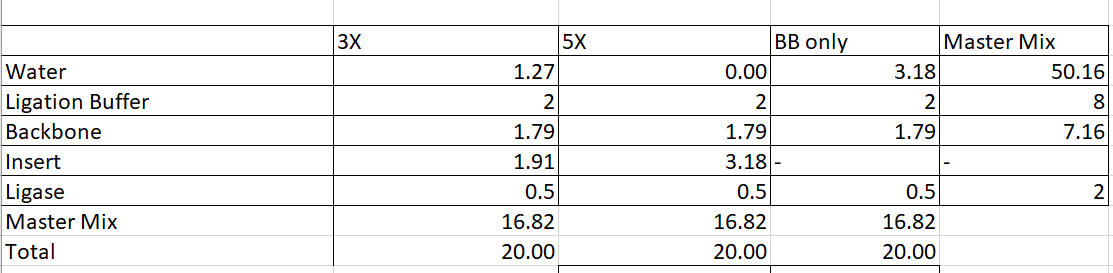 3X 5X BB only Master Mix
Water 1.27 0.00 3.18 50.16
Ligation Buffer 2 2 2 8
Backbone 1.79 1.79 1.79 7.16
Insert 1.91 3.18 - -
Ligase 0.5 0.5 0.5 2
Master Mix 16.82 16.82 16.82
Total 20.00 20.00 20.00